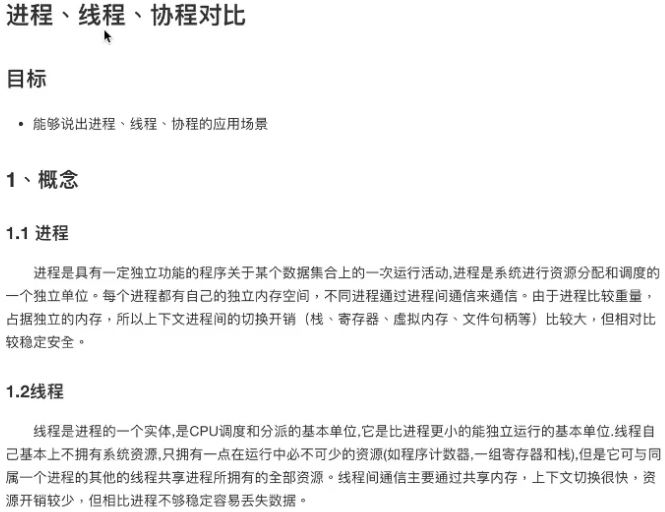 进程、线程、协程对比
目标
• 能够说出进程、线程、协程的应用场景
1、概念
1.1 进程
进程是具有一定独立功能的程序关于某个数据集合上的一次运行活动,进程是系统进行资源分配和调度的
一个独立单位。每个进程都有自己的独立内存空间，不同进程通过进程间通信来通信。由于进程比较重量，
占据独立的内存，所以上下文进程间的切换开销（栈、寄存器、虚拟内存、文件句柄等）比较大，但相对比
较稳定安全。
1.2线程
线程是进程的一个实体,是CPU调度和分派的基本单位,它是比进程更小的能独立运行的基本单位.线程自
己基本上不拥有系统资源,只拥有一点在运行中必不可少的资源(如程序计数器,一组寄存器和栈),但是它可与同
属一个进程的其他的线程共享进程所拥有的全部资源。线程间通信主要通过共享内存，上下文切换很快，资
源开销较少，但相比进程不够稳定容易丢失数据。